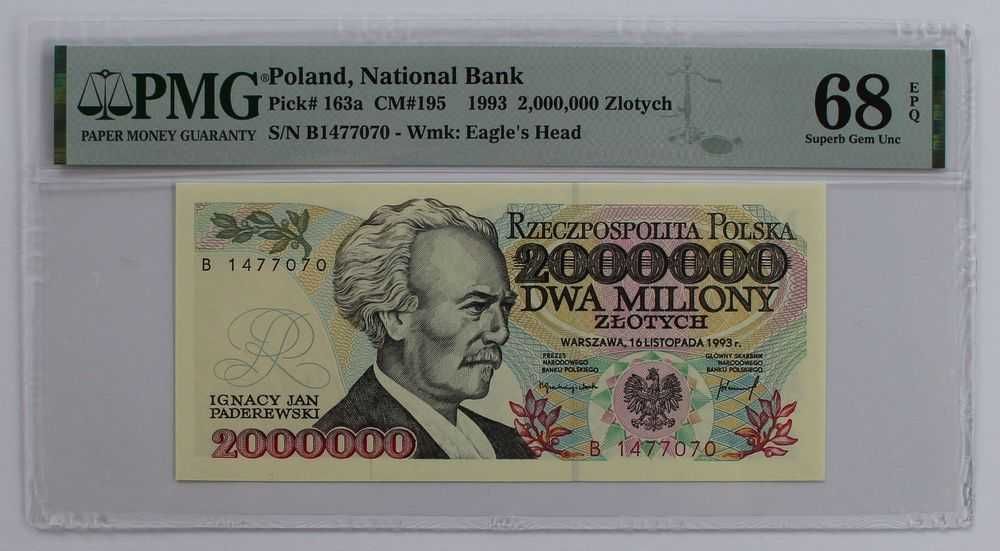 PMG®
PAPER MONEY GUARANTY
Poland, National Bank
Pick# 163a CM#195 1993 2,000,000 Zlotych
S/N B1477070 - Wmk: Eagle's Head
68 EPQ
Superb Gem Unc
B 1477070
IGNACY JAN
PADEREWSKI
2000000
RZECZPOSPOLITA POLSKA
2000000
DWA MILIONY
ZŁOTYCH
WARSZAWA, 16 LISTOPADA 1993 r.
PREZES
NARODOWEGO
BANKU POLSKIEGO
GŁÓWNY SKARBNIK
NARODOWEGO
BANKU POLSKIEGO
B 1477070